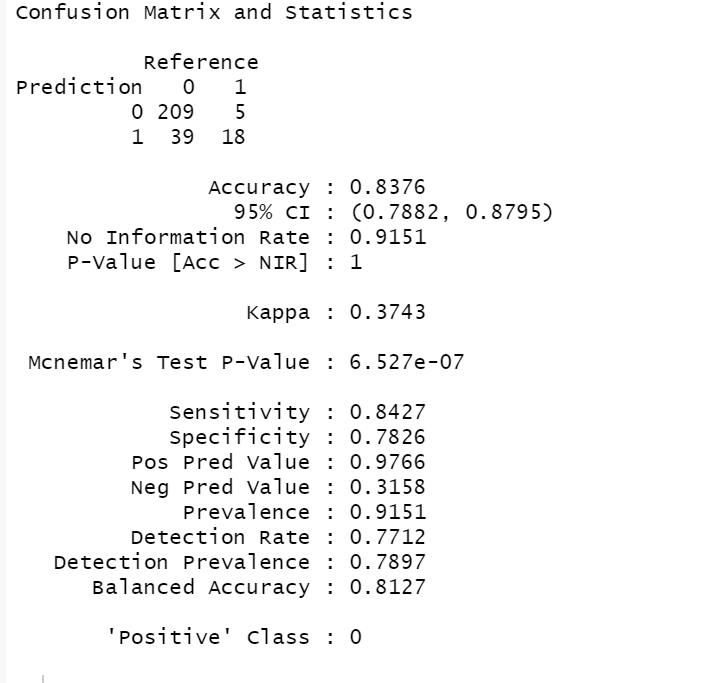 Confusion Matrix and Statistics
Reference
Prediction 0 1
0 209 5
1 39 18
Accuracy : 0.8376
95% CI : (0.7882, 0.8795)
No Information Rate : 0.9151
P-Value [Acc > NIR] : 1
Kappa : 0.3743
Mcnemar's Test P-Value : 6.527e-07
Sensitivity : 0.8427
Specificity : 0.7826
Pos Pred Value : 0.9766
Neg Pred Value : 0.3158
Prevalence : 0.9151
Detection Rate : 0.7712
Detection Prevalence : 0.7897
Balanced Accuracy : 0.8127
'Positive' Class : 0